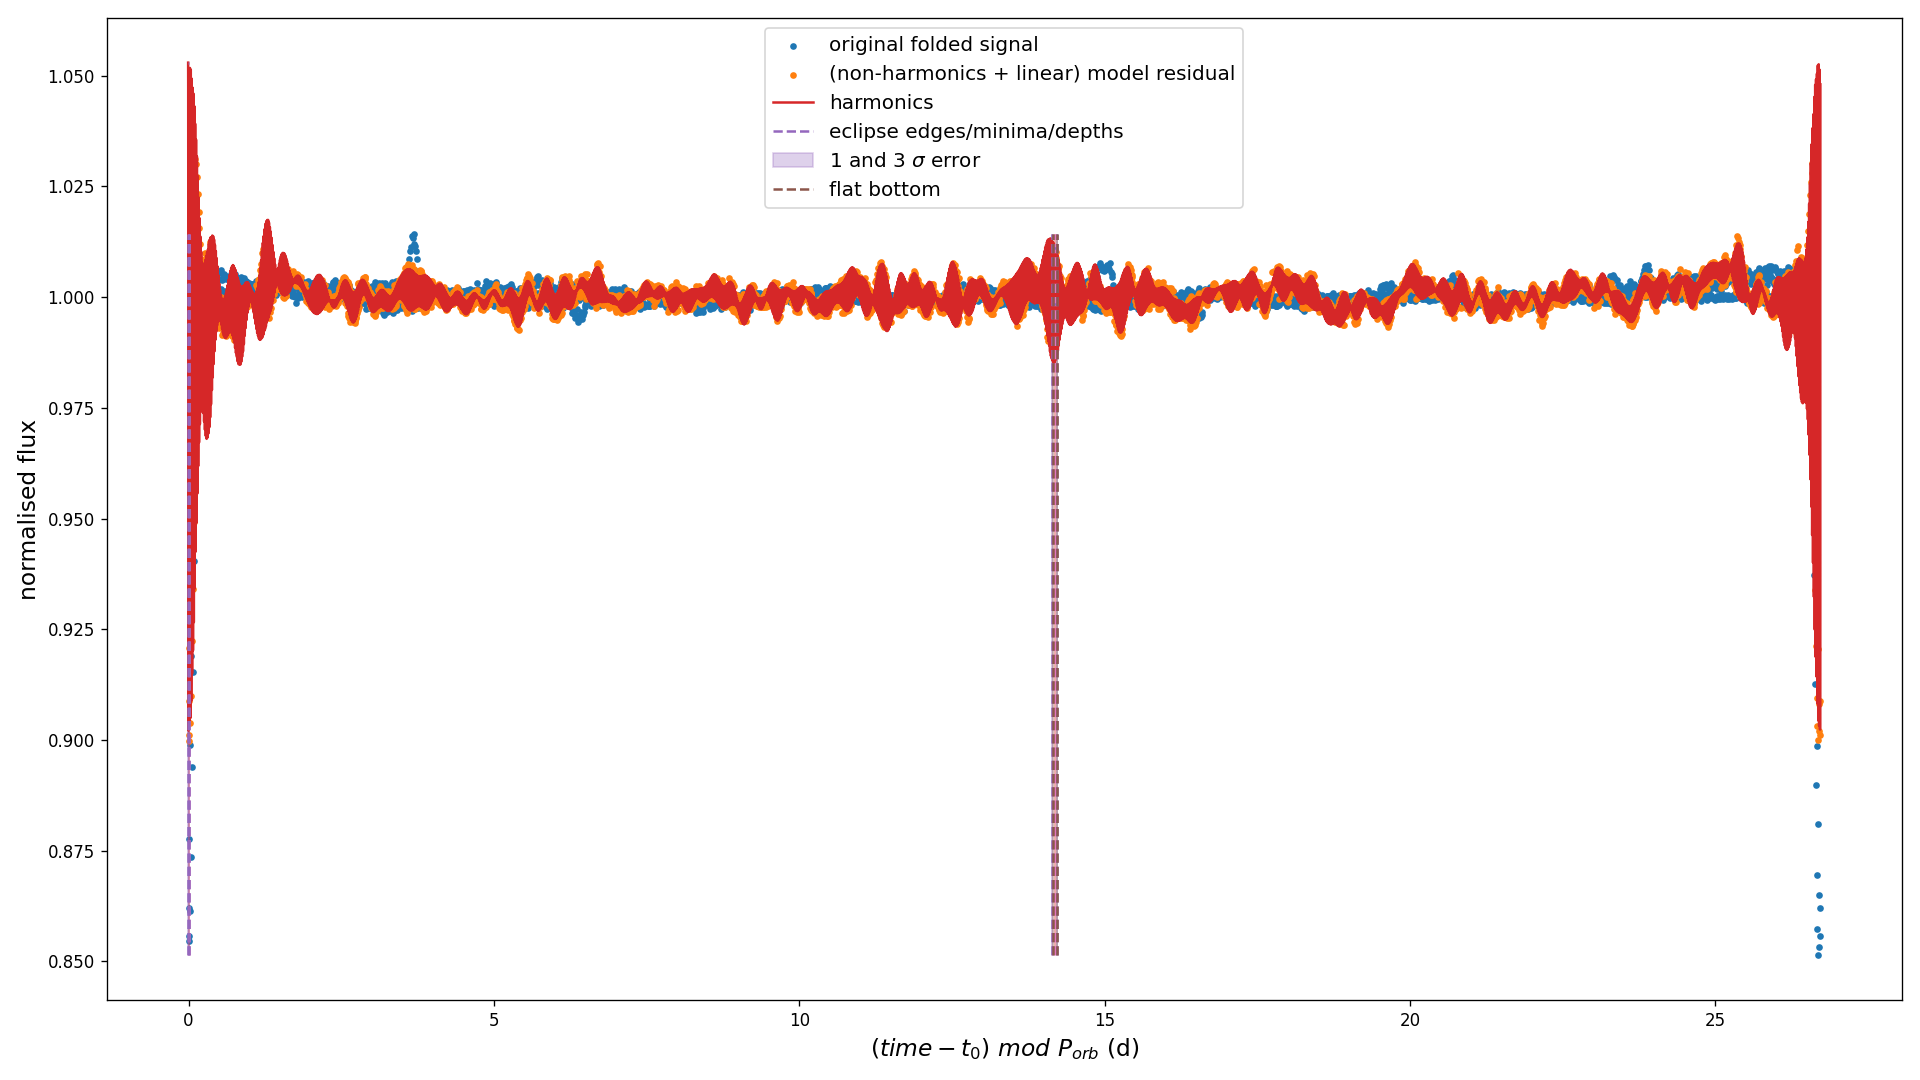 original folded signal
(non-harmonics + linear) model residual
harmonics
eclipse edges/minima/depths
1 and 3 σ error
flat bottom
normalised flux
1.050
1.025
1.000
0.975
0.950
0.925
0.900
0.875
0.850
0 5 10 15 20 25
(time − t₀) mod Pₒᵣb (d)